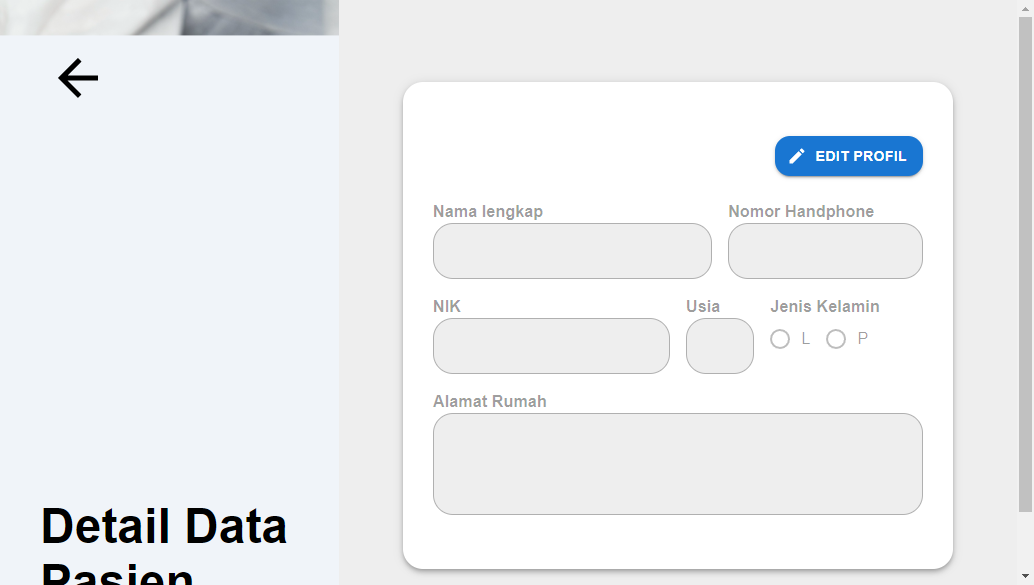 EDIT PROFIL
Nama lengkap
Nomor Handphone
NIK
Usia
Jenis Kelamin
L
P
Alamat Rumah
Detail Data
Pasien